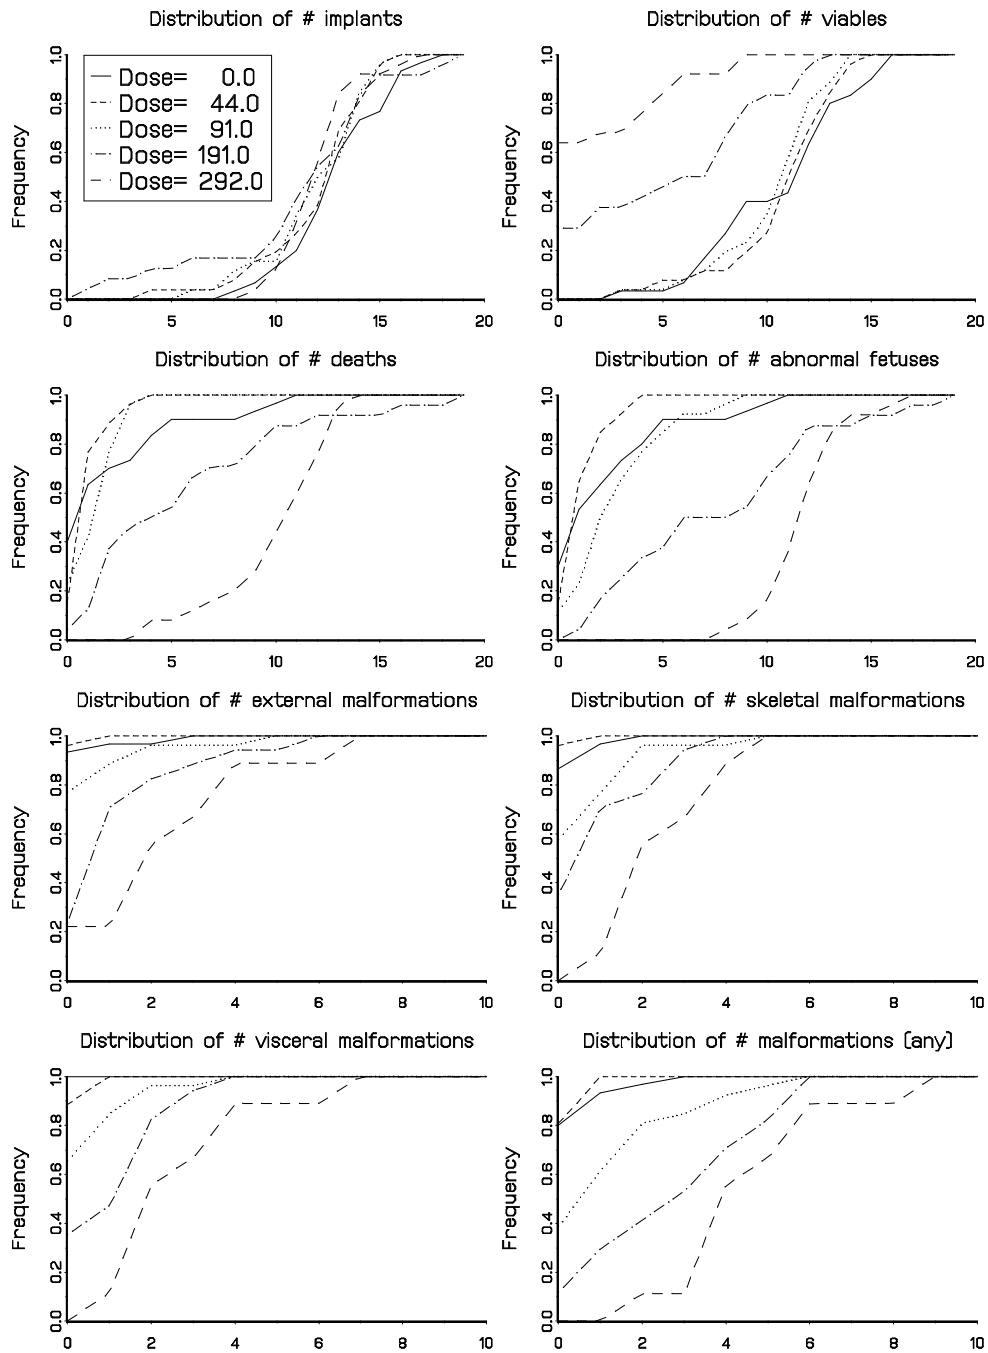 Distribution of # implants
Frequency
0.0 0.2 0.4 0.6 0.8 1.0
Dose= 0.0
Dose= 44.0
Dose= 91.0
Dose= 191.0
Dose= 292.0
0 5 10 15 20
Distribution of # viables
Frequency
0.0 0.2 0.4 0.6 0.8 1.0
0 5 10 15 20
Distribution of # deaths
Frequency
0.0 0.2 0.4 0.6 0.8 1.0
0 5 10 15 20
Distribution of # abnormal fetuses
Frequency
0.0 0.2 0.4 0.6 0.8 1.0
0 5 10 15 20
Distribution of # external malformations
Frequency
0.0 0.2 0.4 0.6 0.8 1.0
0 2 4 6 8 10
Distribution of # skeletal malformations
Frequency
0.0 0.2 0.4 0.6 0.8 1.0
0 2 4 6 8 10
Distribution of # visceral malformations
Frequency
0.0 0.2 0.4 0.6 0.8 1.0
0 2 4 6 8 10
Distribution of # malformations (any)
Frequency
0.0 0.2 0.4 0.6 0.8 1.0
0 2 4 6 8 10